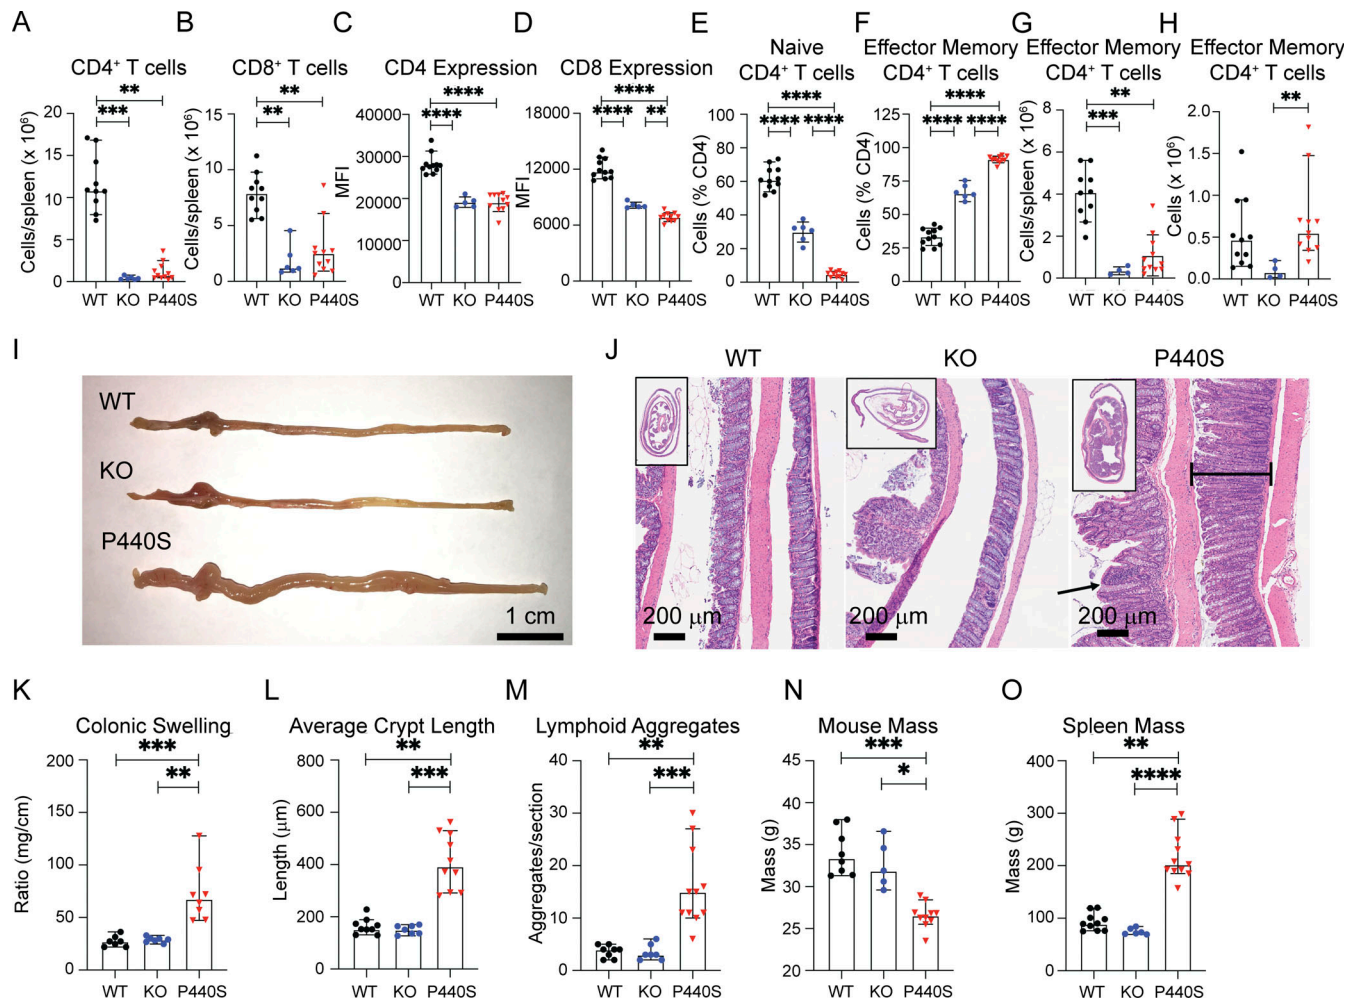 A
B
C
D
E
F
G
H
CD4⁺ T cells
CD8⁺ T cells
CD4 Expression
CD8 Expression
Naive
CD4⁺ T cells
Effector Memory
CD4⁺ T cells
Effector Memory
CD4⁺ T cells
Effector Memory
CD4⁺ T cells
Cells/spleen (x 10⁶)
20
15
10
5
0
**
***
WT KO P440S
Cells/spleen (x 10⁶)
15
10
5
0
**
**
WT KO P440S
MFI
40000
30000
20000
10000
0
****
****
WT KO P440S
MFI
18000
12000
6000
0
****
**** **
WT KO P440S
Cells (% CD4)
100
80
60
40
20
0
****
**** ****
WT KO P440S
Cells (% CD4)
125
100
75
50
25
0
****
**** ****
WT KO P440S
Cells/spleen (x 10⁶)
8
6
4
2
0
**
***
WT KO P440S
Cells (x 10⁶)
2.0
1.5
1.0
0.5
0.0
**
WT KO P440S
I
WT
KO
P440S
1 cm
J
WT
KO
P440S
200 μm
200 μm
200 μm
K
L
M
N
O
Colonic Swelling
Ratio (mg/cm)
200
150
100
50
0
***
**
WT KO P440S
Average Crypt Length
Length (μm)
800
600
400
200
0
**
***
WT KO P440S
Lymphoid Aggregates
Aggregates/section
40
30
20
10
0
**
***
WT KO P440S
Mouse Mass
Mass (g)
45
40
35
30
25
20
***
*
WT KO P440S
Spleen Mass
Mass (g)
400
300
200
100
0
**
****
WT KO P440S